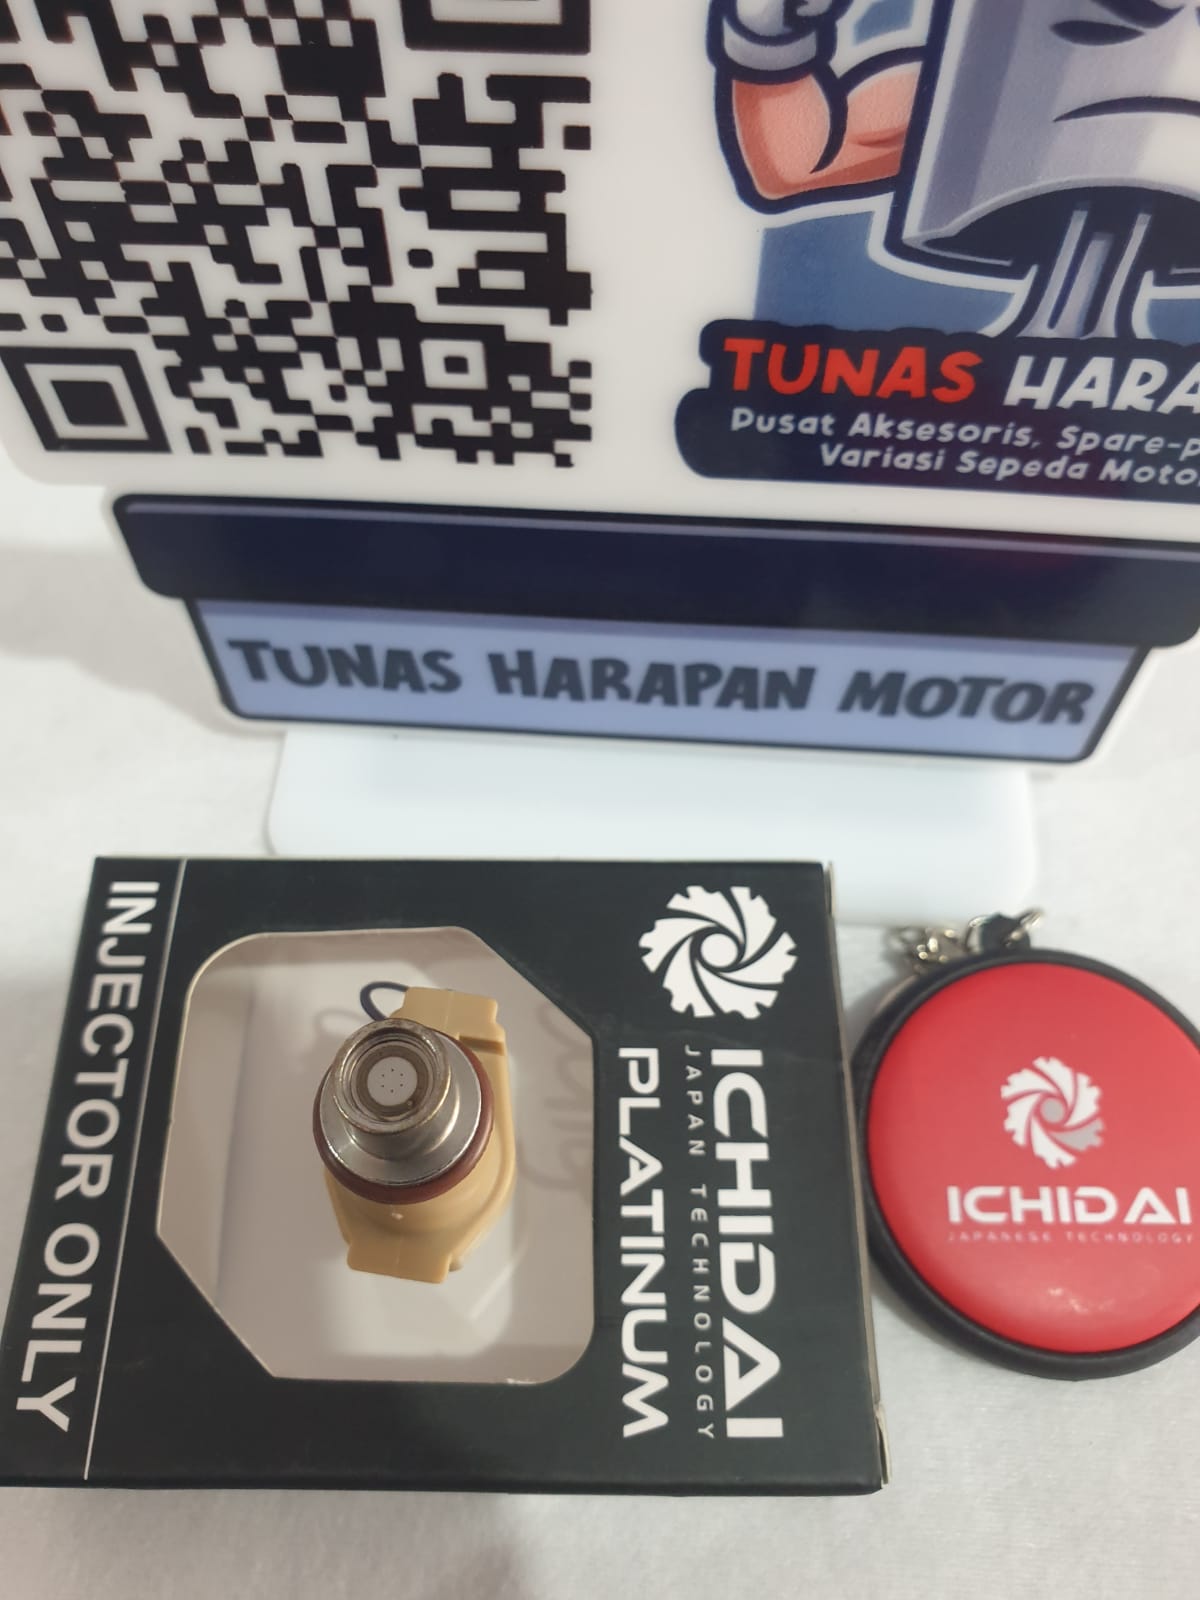 TUNAS HARA
Pusat Aksesoris, Spare-p
Variasi Sepeda Motor
TUNAS HARAPAN MOTOR
INJECTOR ONLY
ICHIDAI
JAPAN TECHNOLOGY
PLATINUM
ICHIDAI
JAPANESE TECHNOLOGY